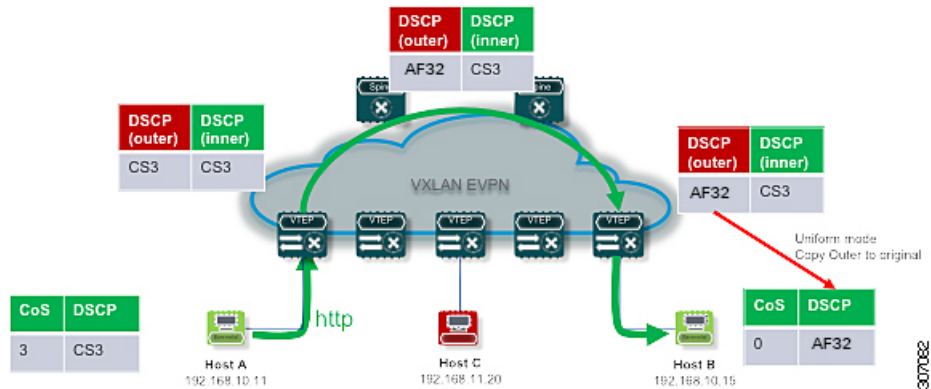 DSCP (outer) DSCP (inner)
AF32 CS3
Spine
Spine
DSCP (outer) DSCP (inner)
CS3 CS3
DSCP (outer) DSCP (inner)
AF32 CS3
VXLAN EVPN
VTEP VTEP VTEP VTEP VTEP
Uniform mode
Copy Outer to original
CoS DSCP
3 CS3
http
CoS DSCP
0 AF32
Host A
192.168.10.11
Host C
192.168.11.20
Host B
192.168.10.15
307082